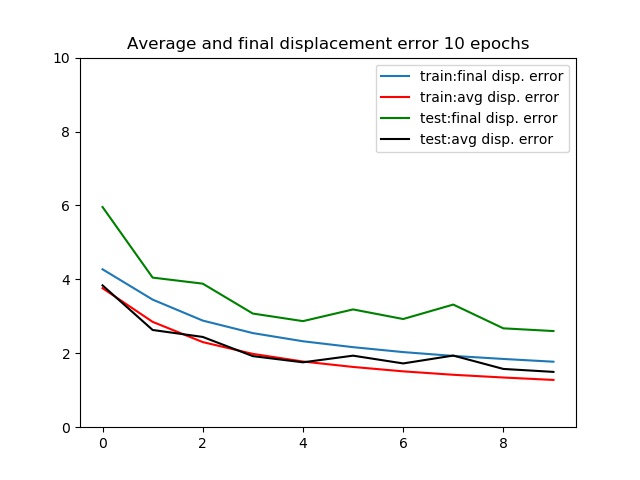 Average and final displacement error 10 epochs
train:final disp. error
train:avg disp. error
test:final disp. error
test:avg disp. error
10
8
6
4
2
0
0 2 4 6 8